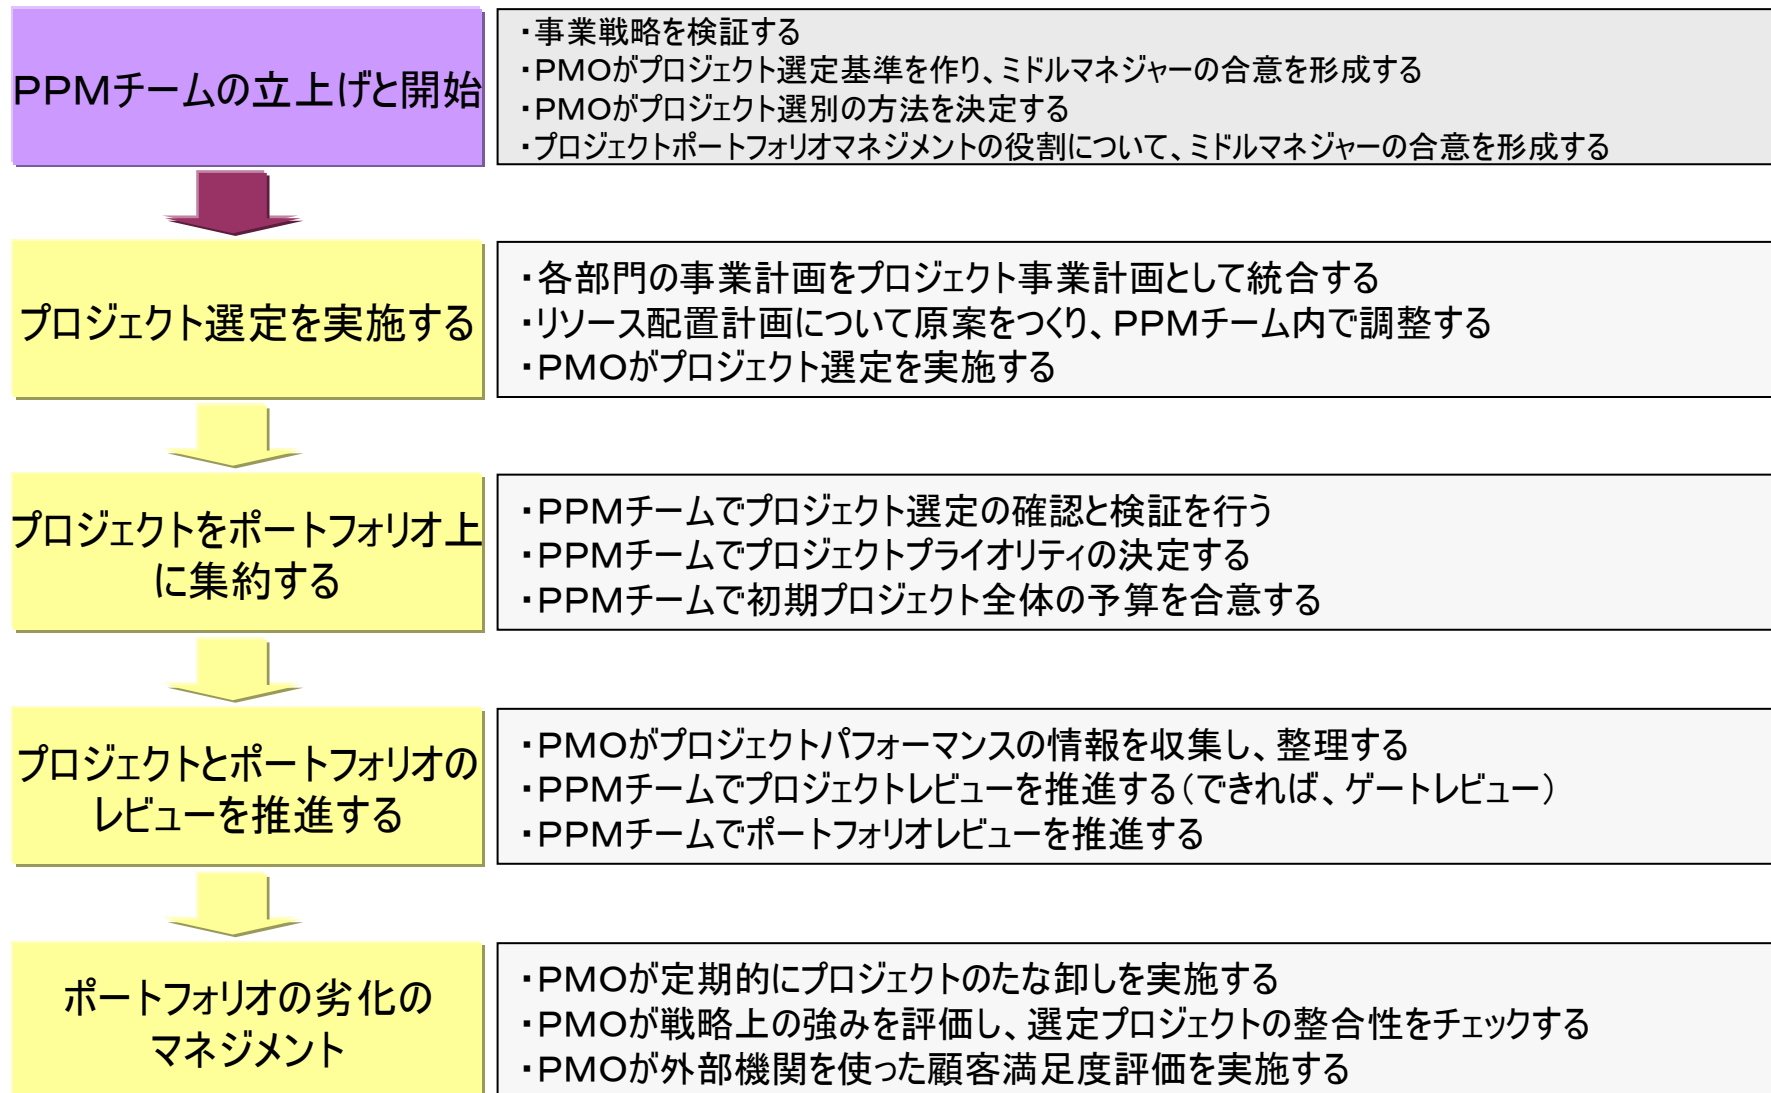 PPMチームの立上げと開始
・事業戦略を検証する
・PMOがプロジェクト選定基準を作り、ミドルマネジャーの合意を形成する
・PMOがプロジェクト選別の方法を決定する
・プロジェクトポートフォリオマネジメントの役割について、ミドルマネジャーの合意を形成する
プロジェクト選定を実施する
・各部門の事業計画をプロジェクト事業計画として統合する
・リソース配置計画について原案をつくり、PPMチーム内で調整する
・PMOがプロジェクト選定を実施する
プロジェクトをポートフォリオ上
に集約する
・PPMチームでプロジェクト選定の確認と検証を行う
・PPMチームでプロジェクトプライオリティの決定する
・PPMチームで初期プロジェクト全体の予算を合意する
プロジェクトとポートフォリオの
レビューを推進する
・PMOがプロジェクトパフォーマンスの情報を収集し、整理する
・PPMチームでプロジェクトレビューを推進する（できれば、ゲートレビュー）
・PPMチームでポートフォリオレビューを推進する
ポートフォリオの劣化の
マネジメント
・PMOが定期的にプロジェクトのたな卸しを実施する
・PMOが戦略上の強みを評価し、選定プロジェクトの整合性をチェックする
・PMOが外部機関を使った顧客満足度評価を実施する